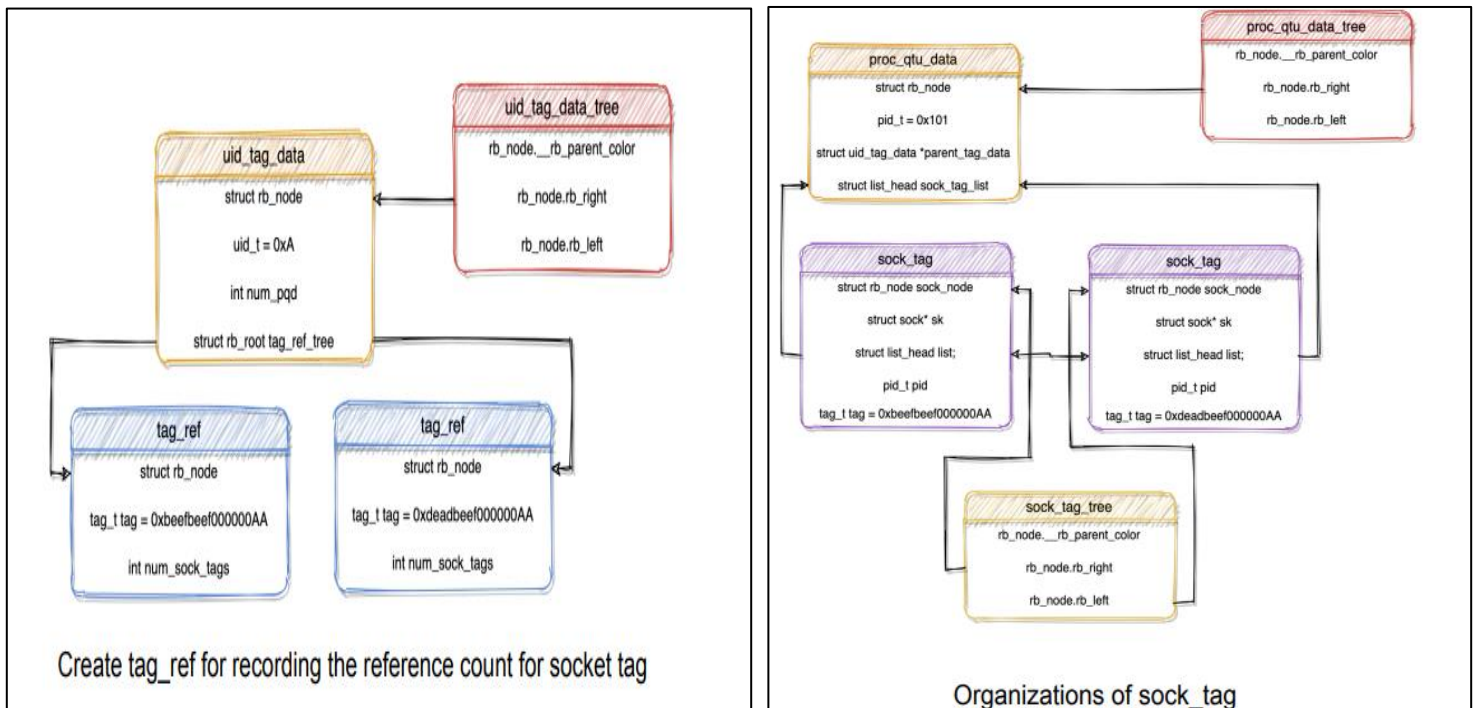 uid_tag_data_tree
rb_node.__rb_parent_color
rb_node.rb_right
rb_node.rb_left
uid_tag_data
struct rb_node
uid_t = 0xA
int num_pqd
struct rb_root tag_ref_tree
tag_ref
struct rb_node
tag_t tag = 0xbeefbeef000000AA
int num_sock_tags
tag_ref
struct rb_node
tag_t tag = 0xdeadbeef000000AA
int num_sock_tags
Create tag_ref for recording the reference count for socket tag
proc_qtu_data_tree
rb_node.__rb_parent_color
rb_node.rb_right
rb_node.rb_left
proc_qtu_data
struct rb_node
pid_t = 0x101
struct uid_tag_data *parent_tag_data
struct list_head sock_tag_list
sock_tag
struct rb_node sock_node
struct sock* sk
struct list_head list;
pid_t pid
tag_t tag = 0xbeefbeef000000AA
sock_tag
struct rb_node sock_node
struct sock* sk
struct list_head list;
pid_t pid
tag_t tag = 0xdeadbeef000000AA
sock_tag_tree
rb_node.__rb_parent_color
rb_node.rb_right
rb_node.rb_left
Organizations of sock_tag